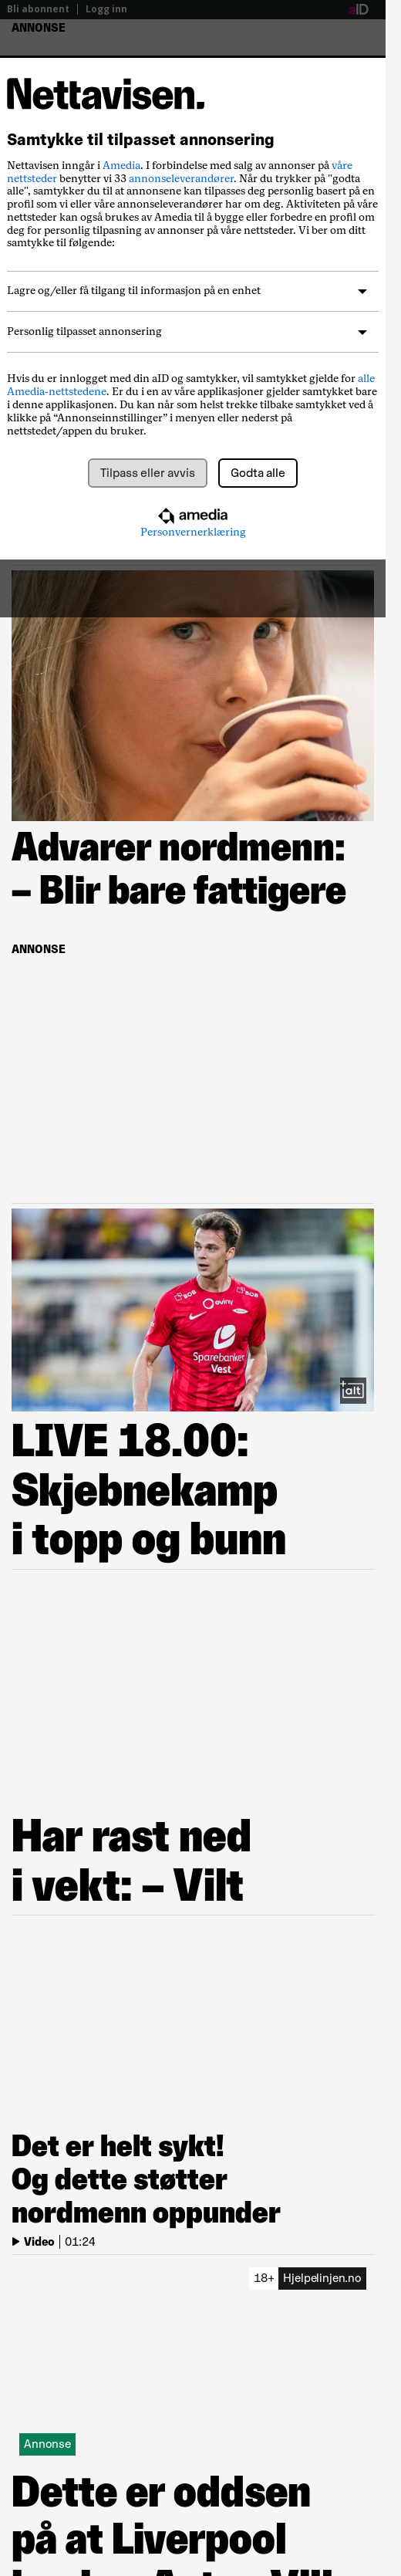 Bli abonnent | Logg inn aID
ANNONSE
Nettavisen.
Samtykke til tilpasset annonsering
Nettavisen inngår i Amedia. I forbindelse med salg av annonser på våre
nettsteder benytter vi 33 annonseleverandører. Når du trykker på "godta
alle", samtykker du til at annonsene kan tilpasses deg personlig basert på en
profil som vi eller våre annonseleverandører har om deg. Aktiviteten på våre
nettsteder kan også brukes av Amedia til å bygge eller forbedre en profil om
deg for personlig tilpasning av annonser på våre nettsteder. Vi ber om ditt
samtykke til følgende:
Lagre og/eller få tilgang til informasjon på en enhet
Personlig tilpasset annonsering
Hvis du er innlogget med din aID og samtykker, vil samtykket gjelde for alle
Amedia-nettstedene. Er du i en av våre applikasjoner gjelder samtykket bare
i denne applikasjonen. Du kan når som helst trekke tilbake samtykket ved å
klikke på “Annonseinnstillinger” i menyen eller nederst på
nettstedet/appen du bruker.
Tilpass eller avvis
Godta alle
amedia
Personvernerklæring
Advarer nordmenn:
– Blir bare fattigere
ANNONSE
BOB
BOB
eviny
Sparebanken
Vest
+alt
LIVE 18.00:
Skjebnekamp
i topp og bunn
Har rast ned
i vekt: – Vilt
Det er helt sykt!
Og dette støtter
nordmenn oppunder
Video | 01:24
18+ Hjelpelinjen.no
Annonse
Dette er oddsen
på at Liverpool